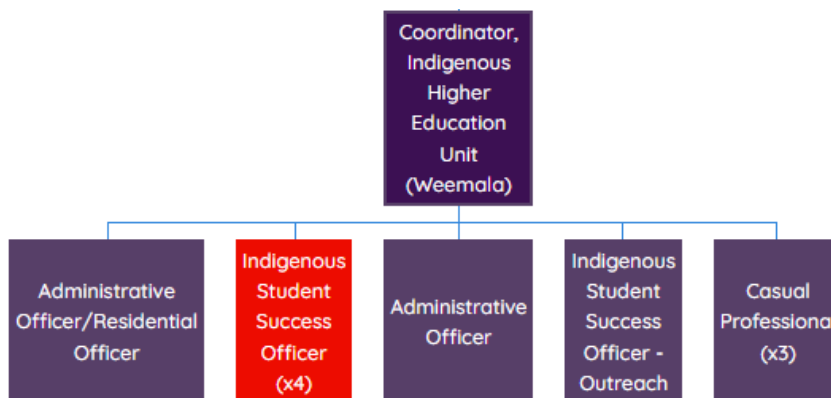 Coordinator,
Indigenous
Higher
Education
Unit
(Weemala)
Administrative
Officer/Residential
Officer
Indigenous
Student
Success
Officer
(x4)
Administrative
Officer
Indigenous
Student
Success
Officer -
Outreach
Casual
Professional
(x3)